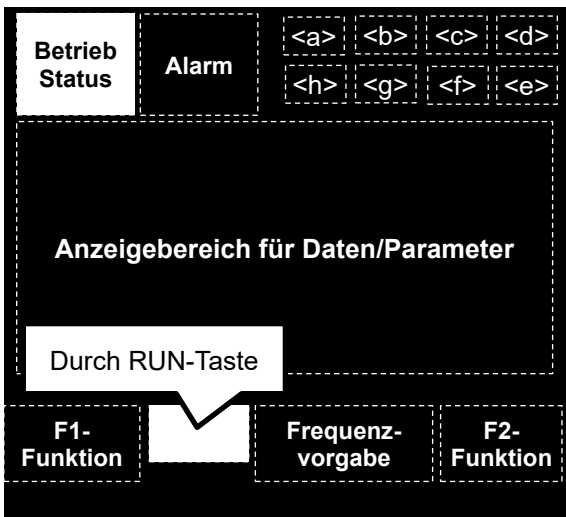 Betrieb
Status
Alarm
<a> <b> <c> <d>
<h> <g> <f> <e>
Anzeigebereich für Daten/Parameter
Durch RUN-Taste
F1-
Funktion
Frequenz-
vorgabe
F2-
Funktion